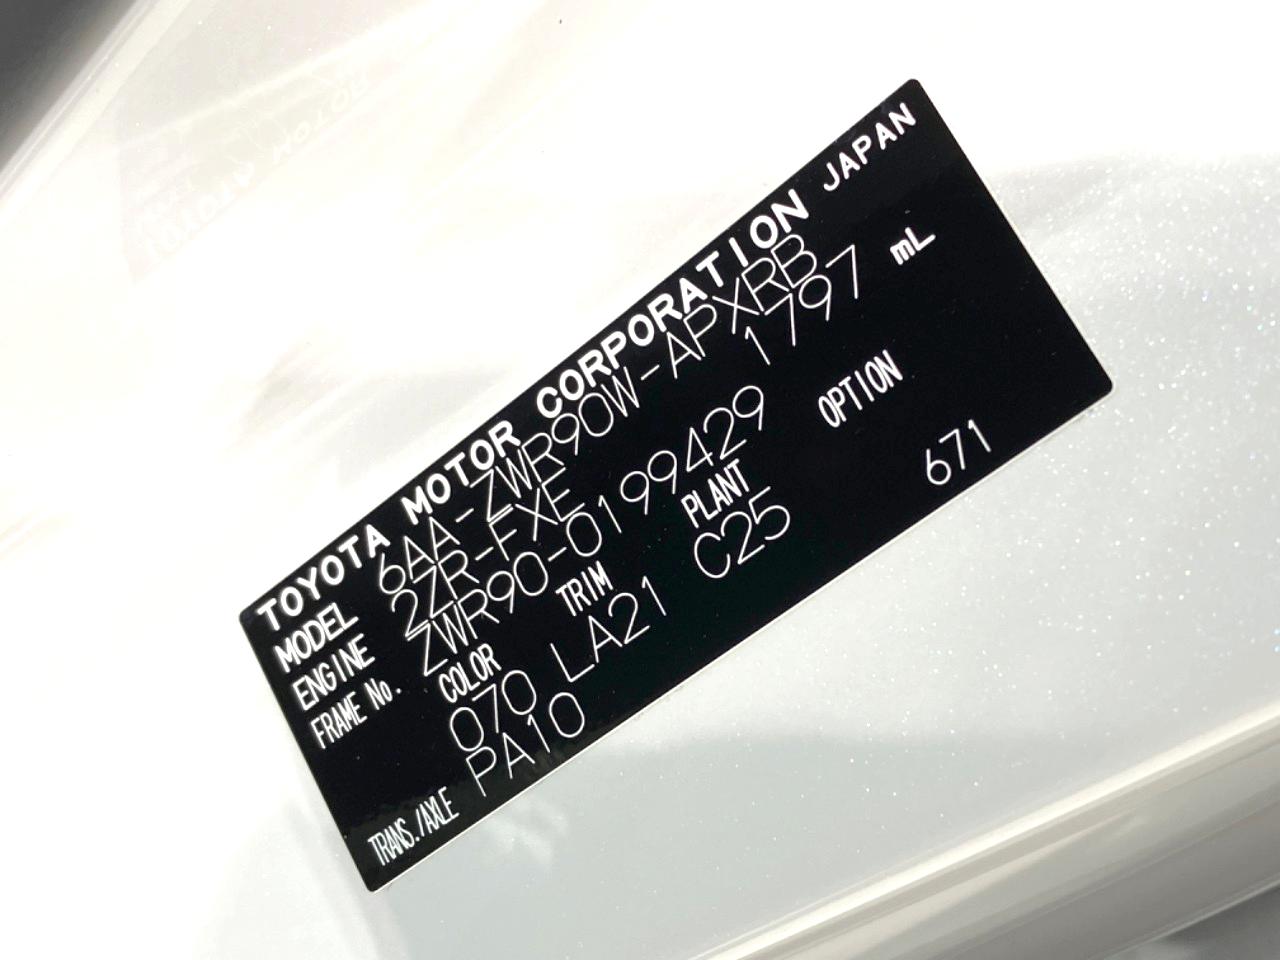 TOYOTA MOTOR CORPORATION JAPAN
MODEL 6AA-ZWR90W-APXRB
ENGINE 2ZR-FXE 1797 mL
FRAME No. ZWR90-0199429
COLOR TRIM PLANT OPTION
070 LA21 C25 671
TRANS./AXLE PA10